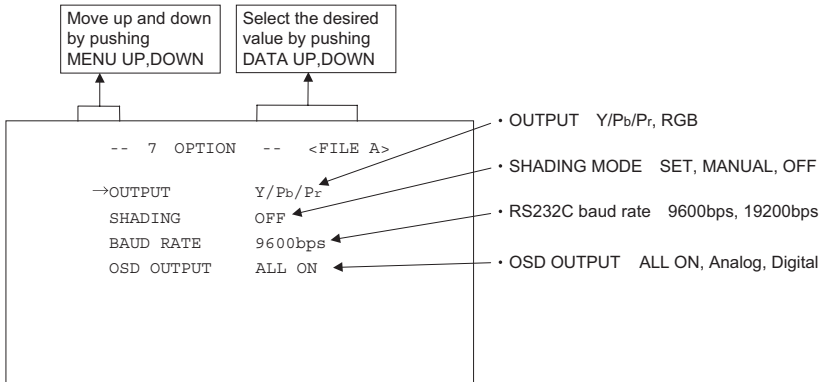 Move up and down
by pushing
MENU UP,DOWN
Select the desired
value by pushing
DATA UP,DOWN
-- 7 OPTION -- <FILE A>
→OUTPUT Y/Pb/Pr
SHADING OFF
BAUD RATE 9600bps
OSD OUTPUT ALL ON
・OUTPUT Y/Pb/Pr, RGB
・SHADING MODE SET, MANUAL, OFF
・RS232C baud rate 9600bps, 19200bps
・OSD OUTPUT ALL ON, Analog, Digital